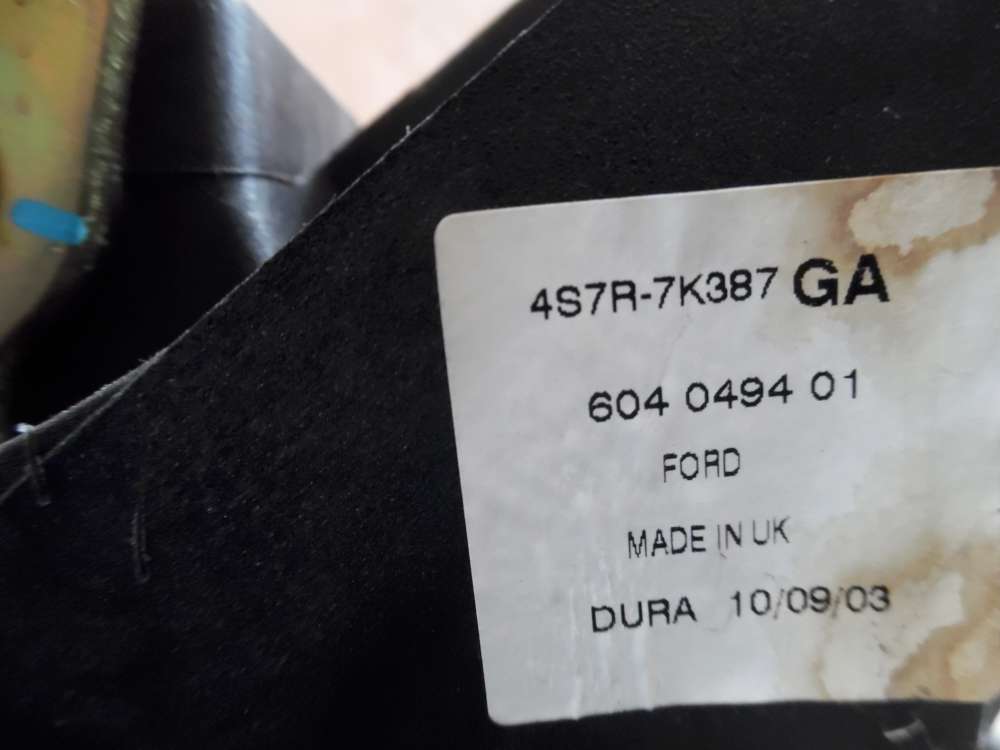 4S7R-7K387 GA
604 0494 01
FORD
MADE IN UK
DURA 10/09/03